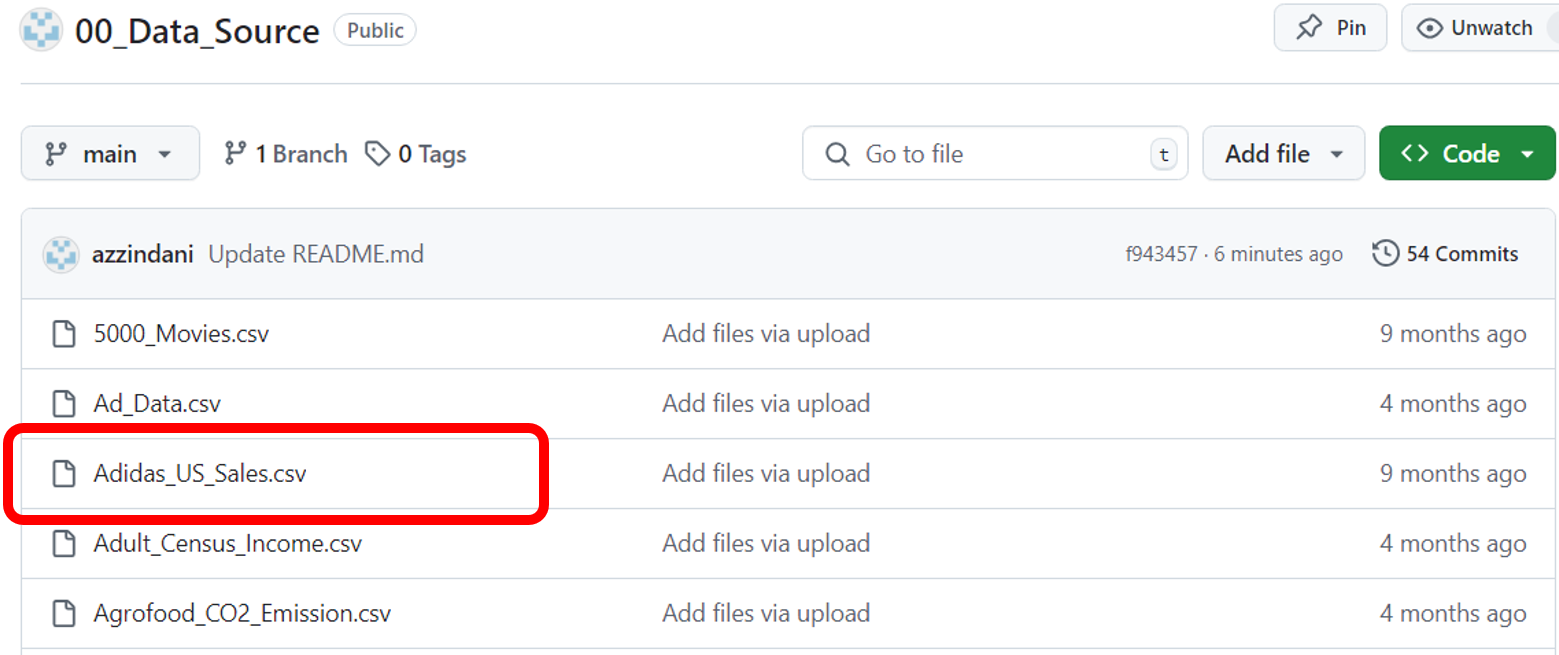 00_Data_Source Public Pin Unwatch
main 1 Branch 0 Tags Go to file t Add file Code
azzindani Update README.md f943457 · 6 minutes ago 54 Commits
5000_Movies.csv Add files via upload 9 months ago
Ad_Data.csv Add files via upload 4 months ago
Adidas_US_Sales.csv Add files via upload 9 months ago
Adult_Census_Income.csv Add files via upload 4 months ago
Agrofood_CO2_Emission.csv Add files via upload 4 months ago